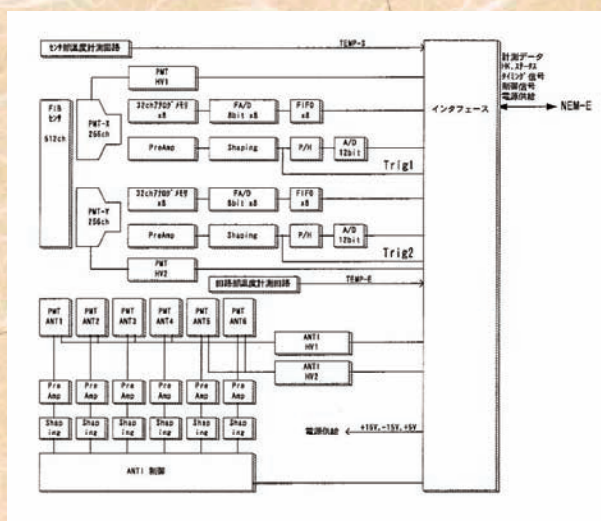 センサ部温度計測回路
TEMP-S
PMT
HV1
計測データ
HK.ステータス
タイミング信号
制御信号
電源供給
NEM-E
インタフェース
FIB
センサ
512ch
PMT-X
256ch
32chアナログメモリ
x8
FA/D
8bit x8
FIFO
x8
PreAmp
Shaping
P/H
A/D
12bit
Trig1
PMT-Y
256ch
32chアナログメモリ
x8
FA/D
8bit x8
FIFO
x8
PreAmp
Shaping
P/H
A/D
12bit
Trig2
PMT
HV2
回路部温度計測回路
TEMP-E
PMT
ANT1
PMT
ANT2
PMT
ANT3
PMT
ANT4
PMT
ANT5
PMT
ANT6
ANTI
HV1
ANTI
HV2
Pre
Amp
Pre
Amp
Pre
Amp
Pre
Amp
Pre
Amp
Pre
Amp
Shap
ing
Shap
ing
Shap
ing
Shap
ing
Shap
ing
Shap
ing
電源供給
+15V,-15V,+5V
ANTI 制御